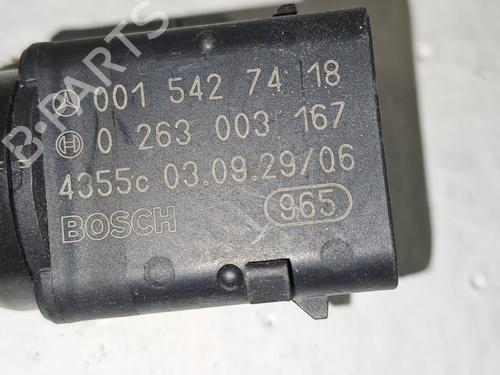 001 542 74 18
0 263 003 167
4355c 03.09.29/06
BOSCH 965
B-PARTS